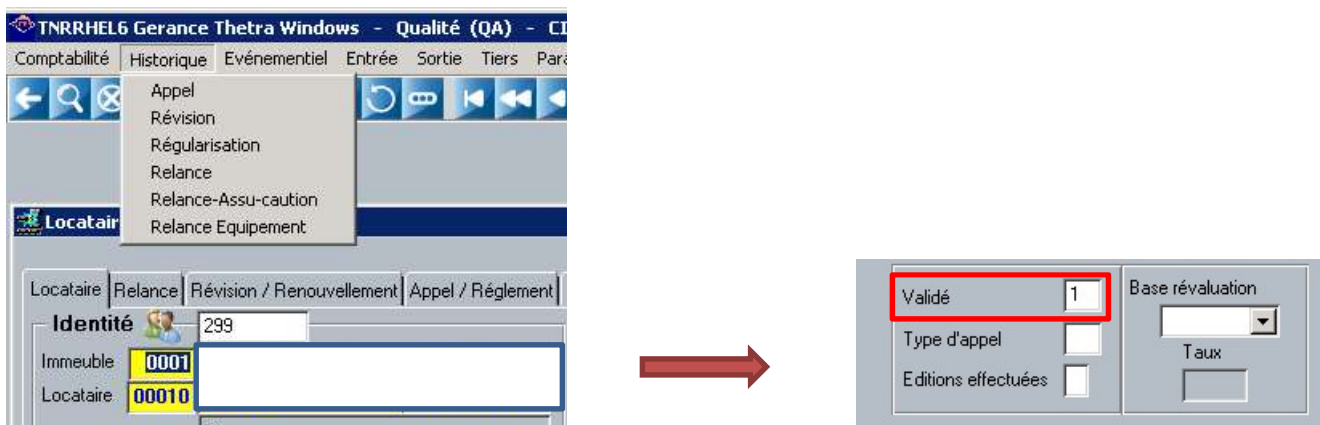 TNRRHEL6 Gerance Thetra Windows - Qualité (QA) - CI
Comptabilité Historique Evénementiel Entrée Sortie Tiers Para
Appel
Révision
Régularisation
Relance
Relance-Assu-caution
Relance Equipement
Locatair
Locataire Relance Révision / Renouvellement Appel / Réglement
Identité 299
Immeuble 0001
Locataire 00010
Validé 1
Type d'appel
Editions effectuées
Base révaluation
Taux